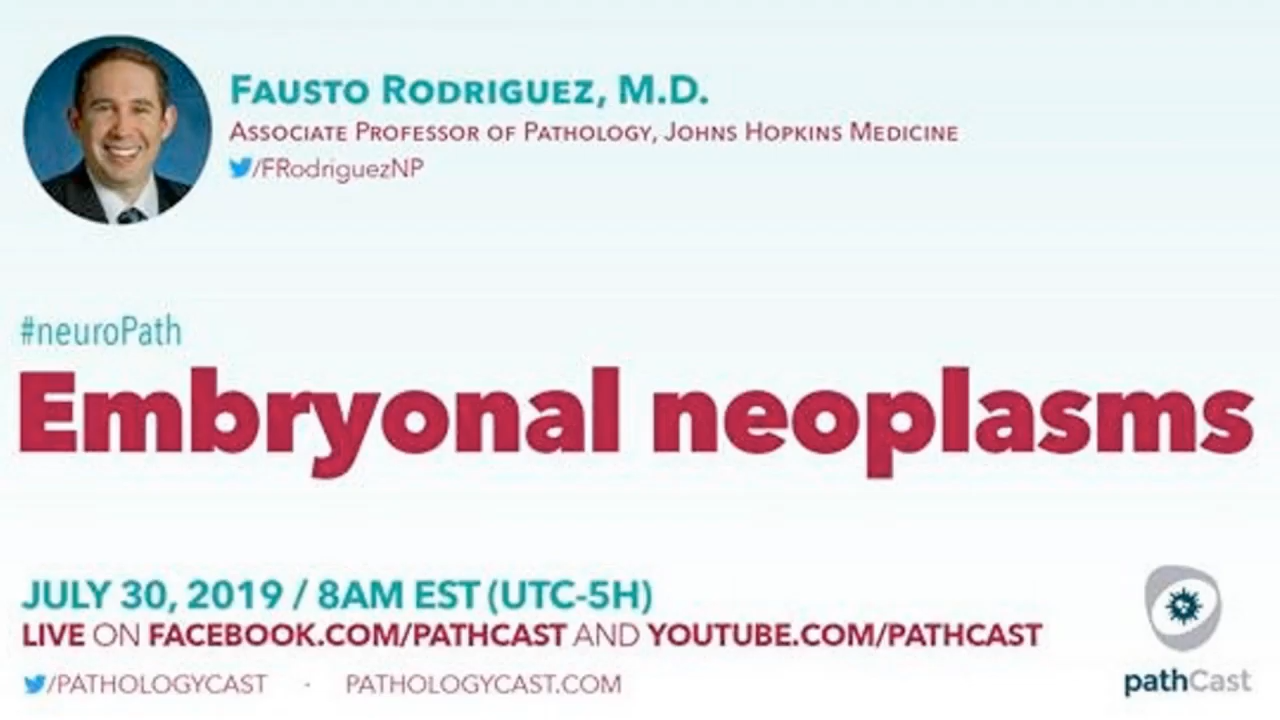 FAUSTO RODRIGUEZ, M.D.
ASSOCIATE PROFESSOR OF PATHOLOGY, JOHNS HOPKINS MEDICINE
/FRodriguezNP
#neuroPath
Embryonal neoplasms
JULY 30, 2019 / 8AM EST (UTC-5H)
LIVE ON FACEBOOK.COM/PATHCAST AND YOUTUBE.COM/PATHCAST
/PATHOLOGYCAST · PATHOLOGYCAST.COM
pathCast